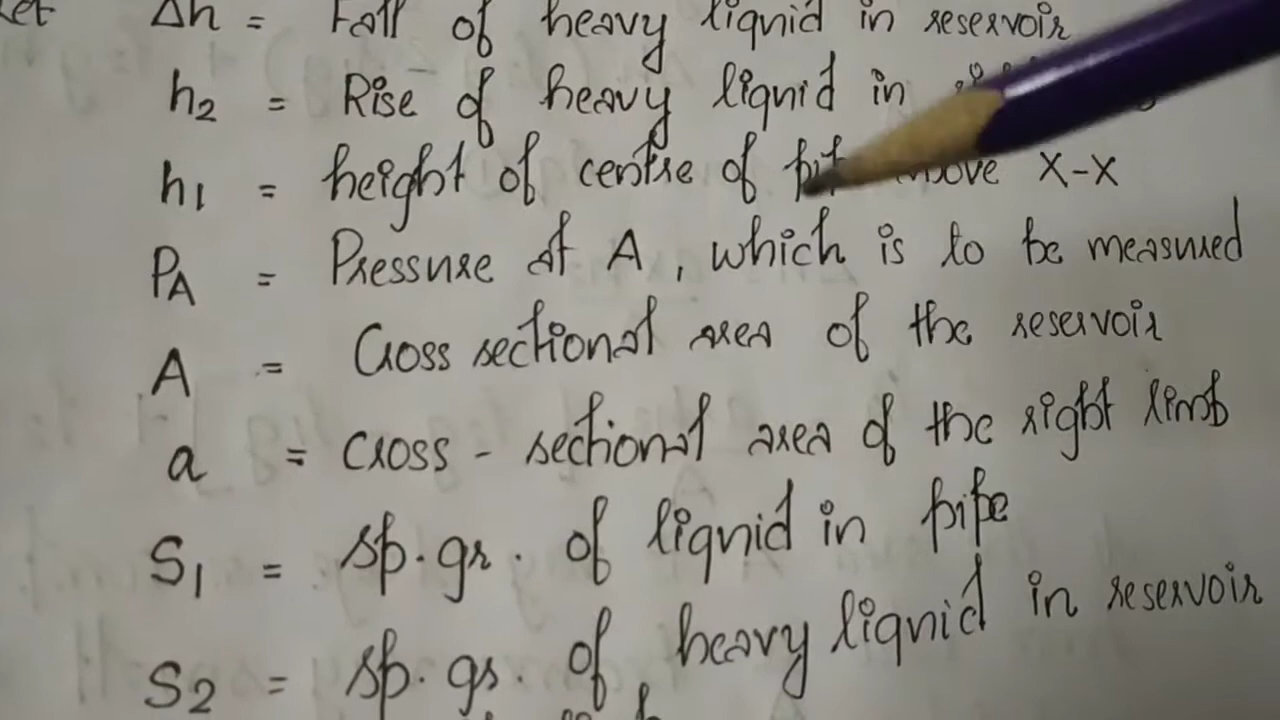 Let Δh = Fall of heavy liquid in reservoir
h2 = Rise of heavy liquid in
h1 = height of centre of pipe above X-X
PA = Pressure at A, which is to be measured
A = Cross sectional area of the reservoir
a = cross - sectional area of the right limb
S1 = sp. gr. of liquid in pipe
S2 = sp. gr. of heavy liquid in reservoir